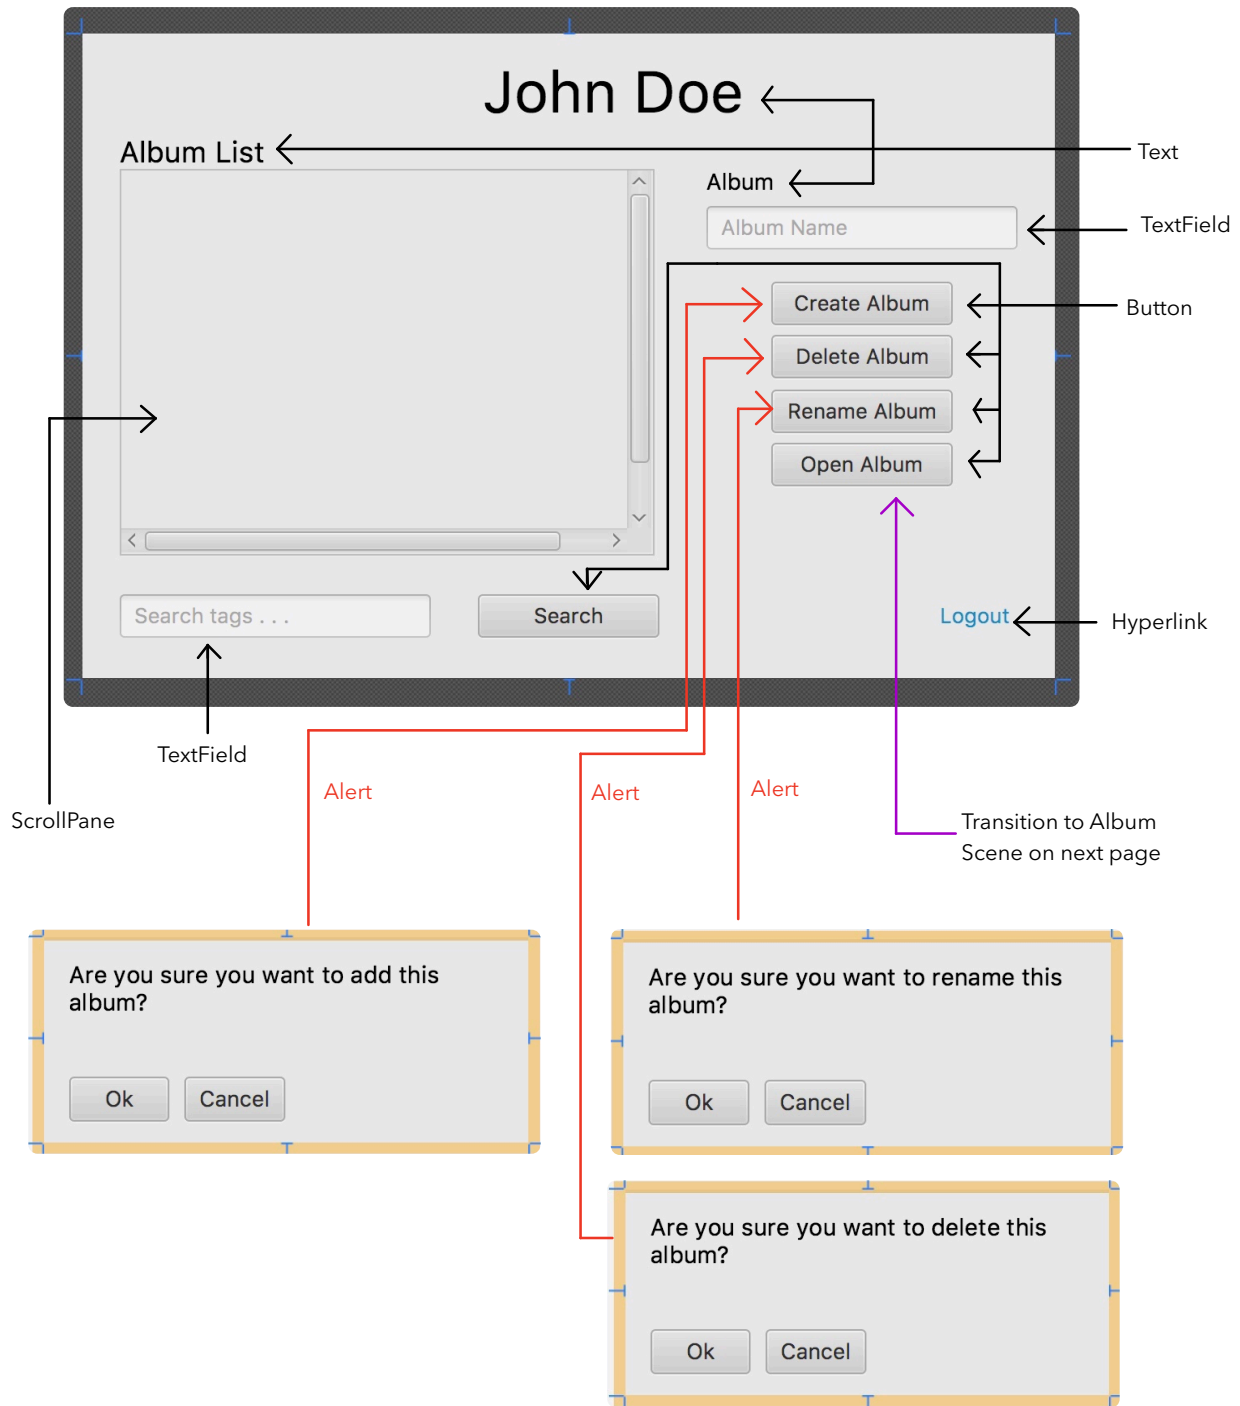 John Doe
Album List
Text
Album
Album Name
TextField
Create Album
Button
Delete Album
Rename Album
Open Album
Search tags . . .
Search
Logout
Hyperlink
TextField
Alert
Alert
Alert
ScrollPane
Transition to Album
Scene on next page
Are you sure you want to add this
album?
Ok
Cancel
Are you sure you want to rename this
album?
Ok
Cancel
Are you sure you want to delete this
album?
Ok
Cancel